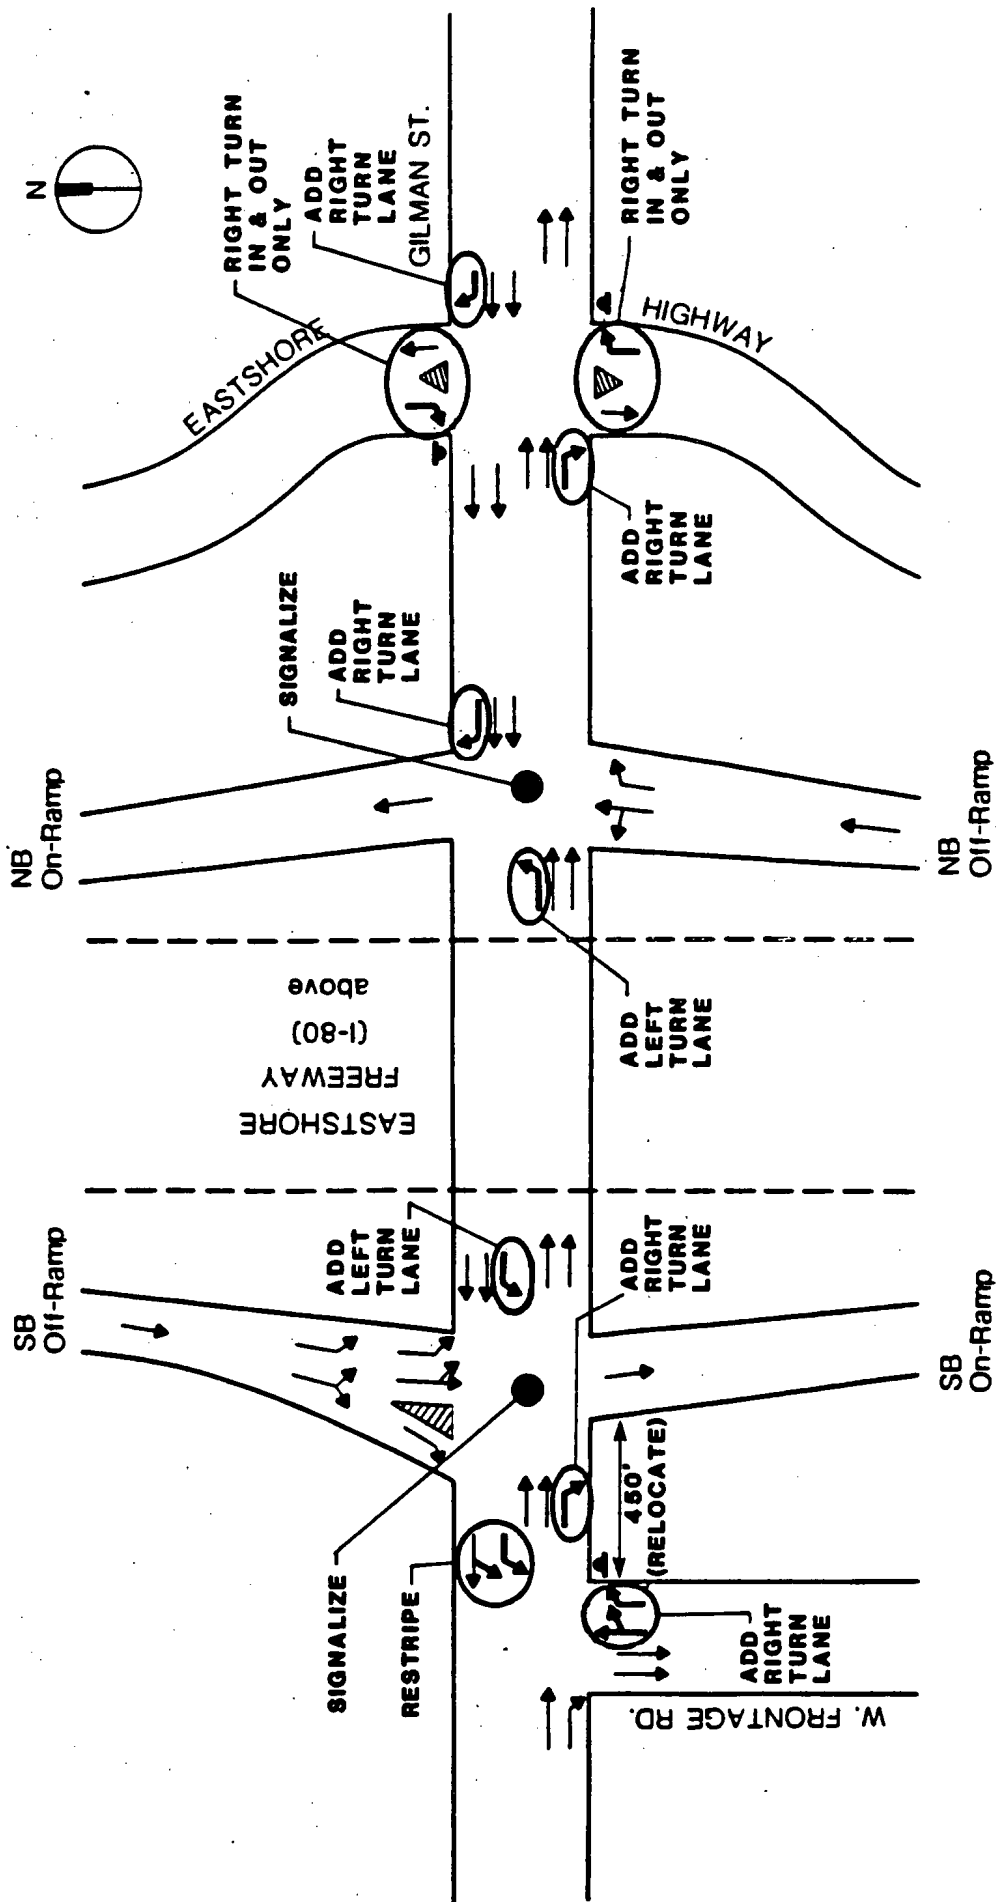 N
RIGHT TURN
IN & OUT
ONLY
ADD
RIGHT
TURN
LANE
GILMAN ST.
EASTSHORE
HIGHWAY
RIGHT TURN
IN & OUT
ONLY
SIGNALIZE
ADD
RIGHT
TURN
LANE
ADD
RIGHT
TURN
LANE
NB
On-Ramp
NB
Off-Ramp
EASTSHORE
FREEWAY
(I-80)
above
ADD
LEFT
TURN
LANE
SB
Off-Ramp
ADD
LEFT
TURN
LANE
ADD
RIGHT
TURN
LANE
SB
On-Ramp
SIGNALIZE
RESTRIPE
450'
(RELOCATE)
ADD
RIGHT
TURN
LANE
W. FRONTAGE RD.